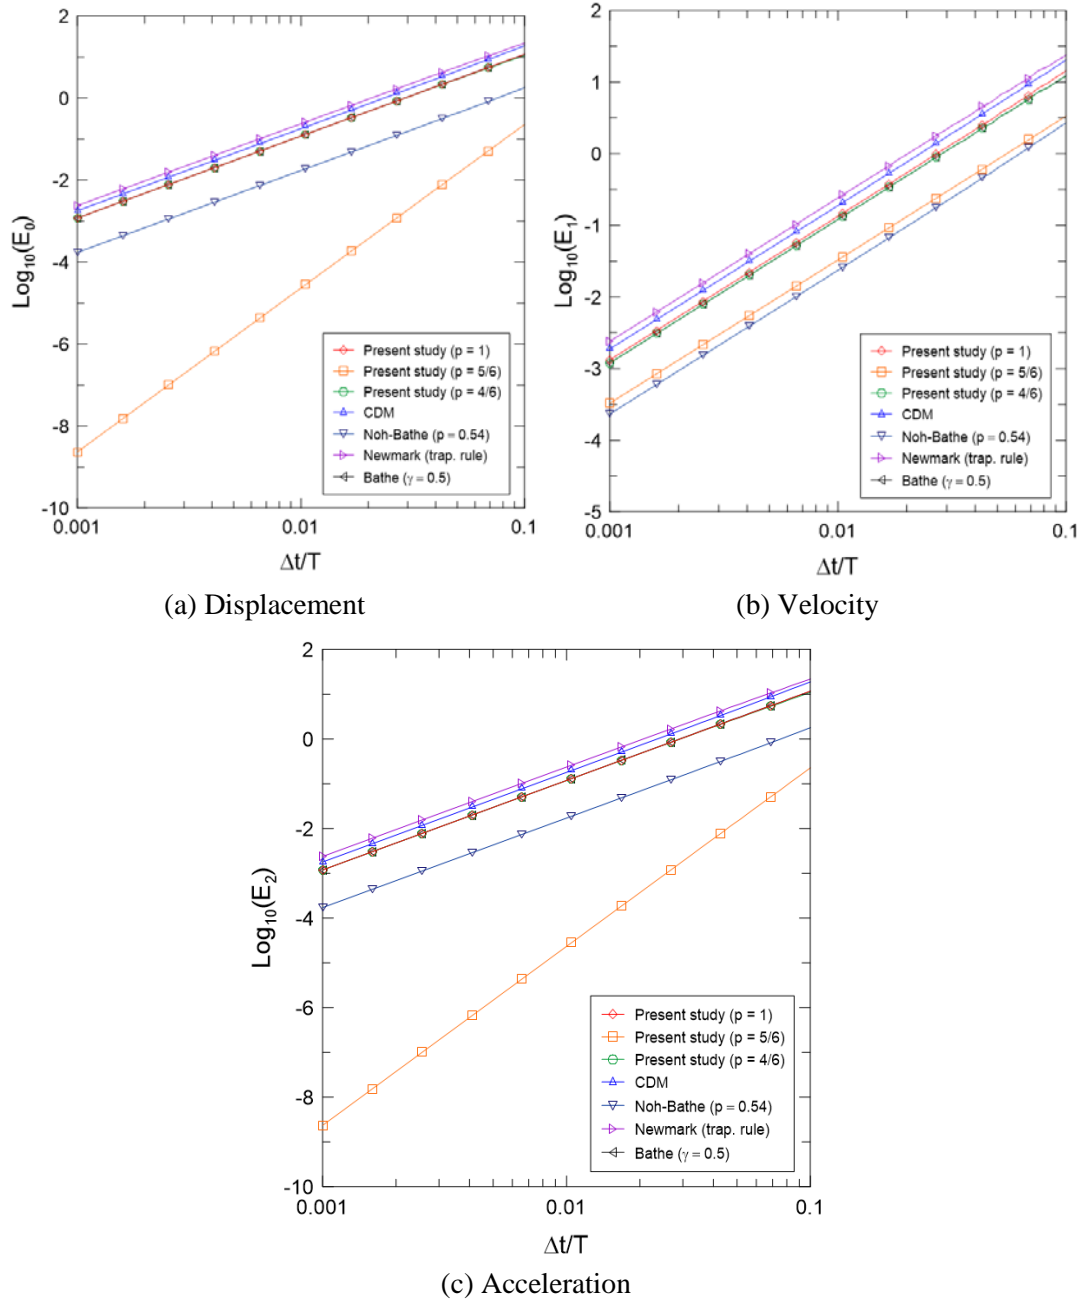 2
0
-2
-4
-6
-8
-10
Log10(E0)
Present study (p = 1)
Present study (p = 5/6)
Present study (p = 4/6)
CDM
Noh-Bathe (p = 0.54)
Newmark (trap. rule)
Bathe (γ = 0.5)
0.001
0.01
0.1
Δt/T
(a) Displacement
2
1
0
-1
-2
-3
-4
-5
Log10(E1)
Present study (p = 1)
Present study (p = 5/6)
Present study (p = 4/6)
CDM
Noh-Bathe (p = 0.54)
Newmark (trap. rule)
Bathe (γ = 0.5)
0.001
0.01
0.1
Δt/T
(b) Velocity
2
0
-2
-4
-6
-8
-10
Log10(E2)
Present study (p = 1)
Present study (p = 5/6)
Present study (p = 4/6)
CDM
Noh-Bathe (p = 0.54)
Newmark (trap. rule)
Bathe (γ = 0.5)
0.001
0.01
0.1
Δt/T
(c) Acceleration